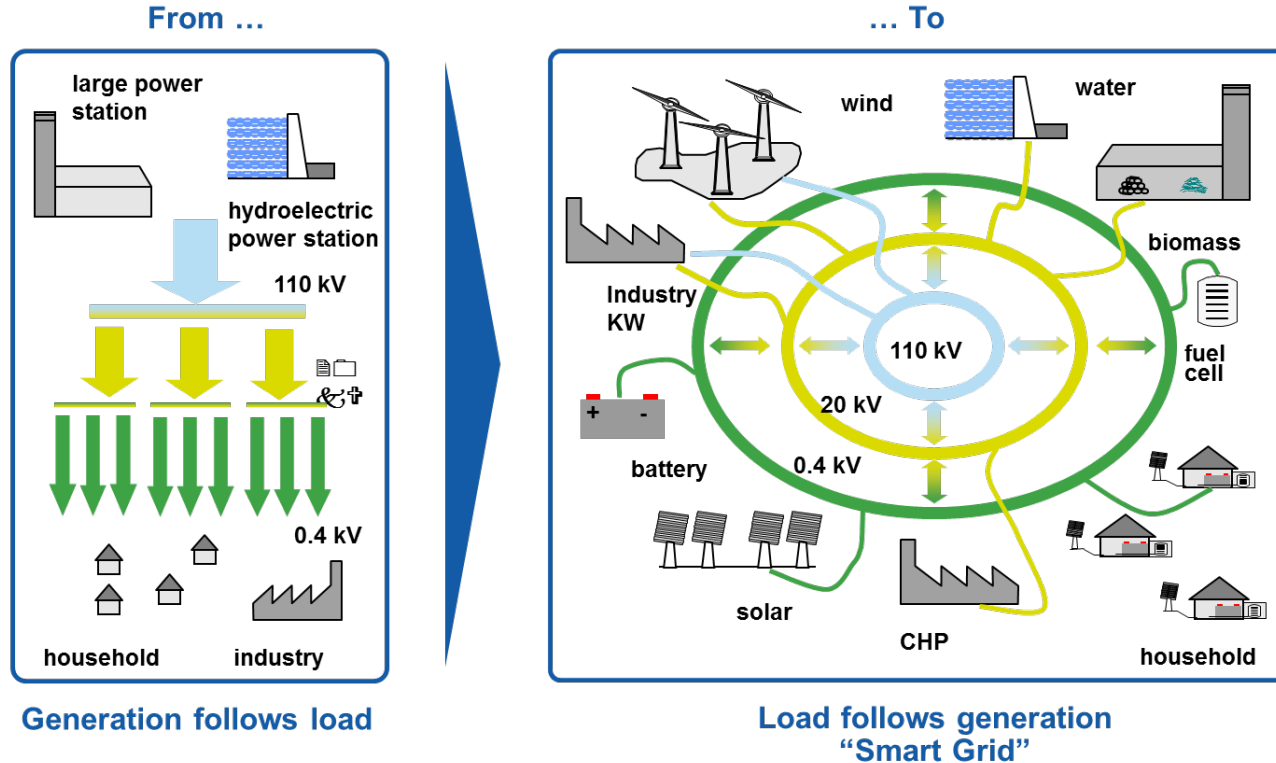 From ...
... To
large power
station
hydroelectric
power station
110 kV
🗎🗀
🙰✞
0.4 kV
household
industry
Generation follows load
wind
water
biomass
Industry
KW
fuel
cell
110 kV
20 kV
0.4 kV
+ -
battery
solar
CHP
household
Load follows generation
“Smart Grid”